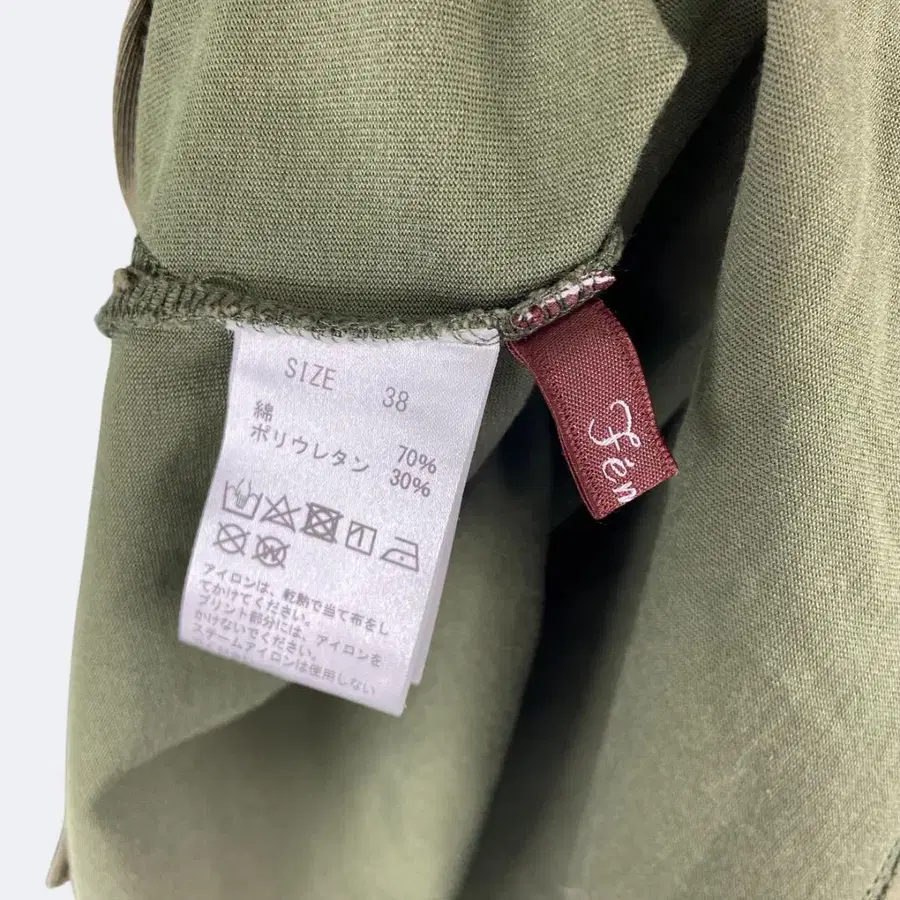 SIZE 38
綿 70%
ポリウレタン 30%
アイロンは、乾熱で当て布をし
てかけてください。
プリント部分には、アイロンを
かけないでください。
スチームアイロンは使用しない
Fén